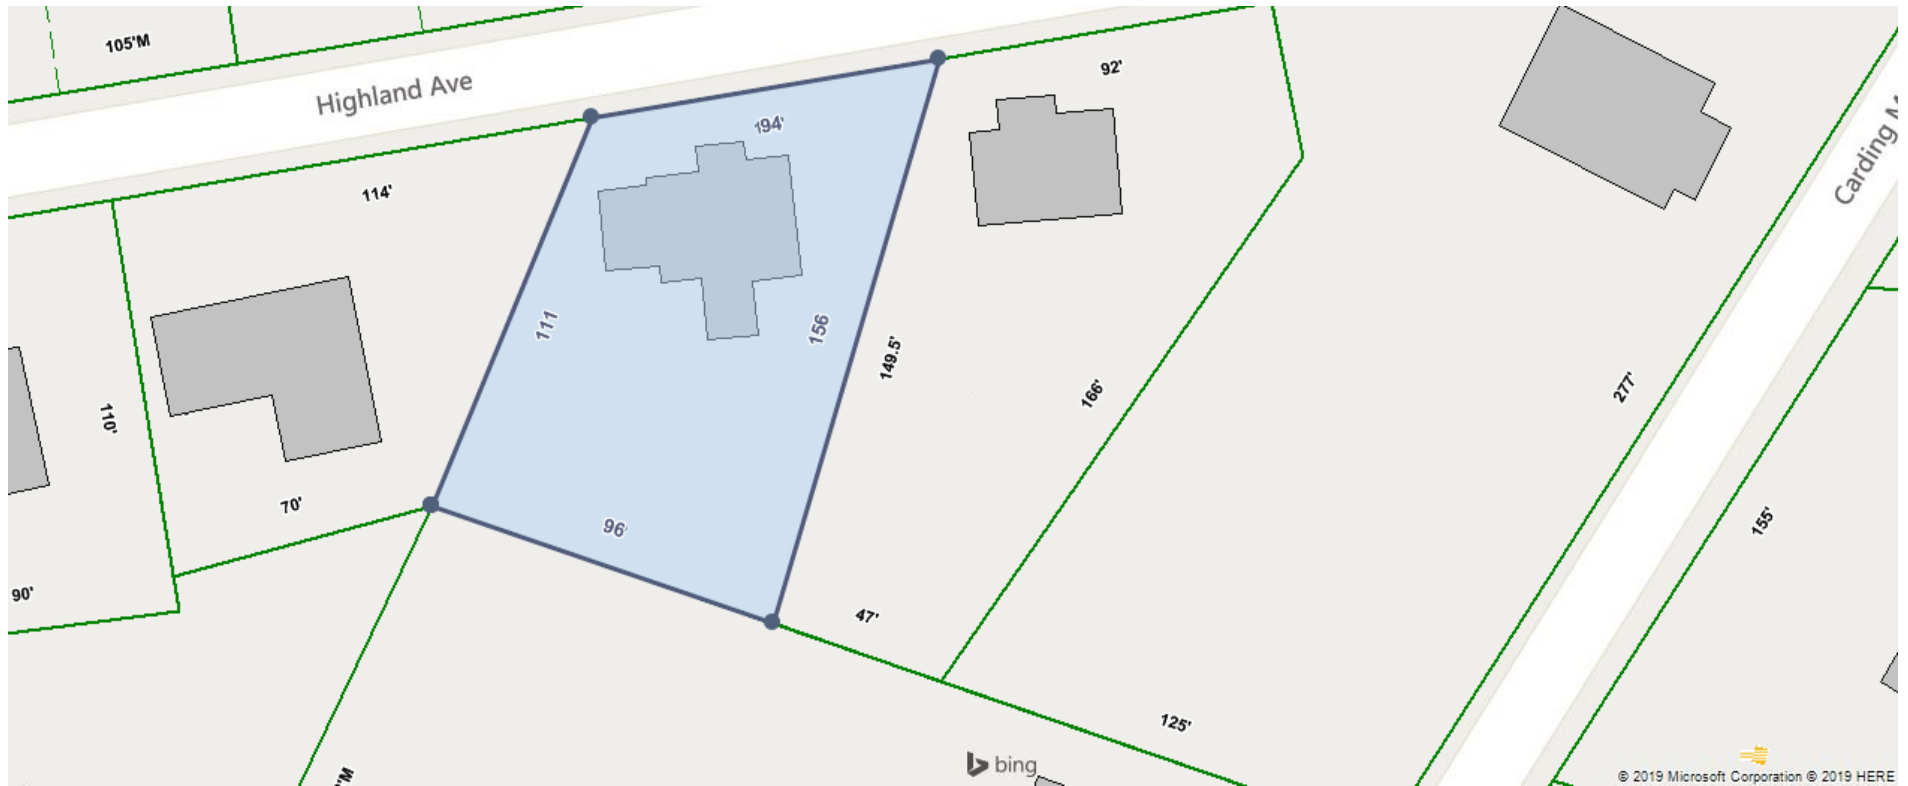 105'M
Highland Ave
92'
194'
114'
Carding M
111
156
149.5'
110'
166'
277'
70'
96'
155'
90'
47'
125'
'M
bing
© 2019 Microsoft Corporation © 2019 HERE